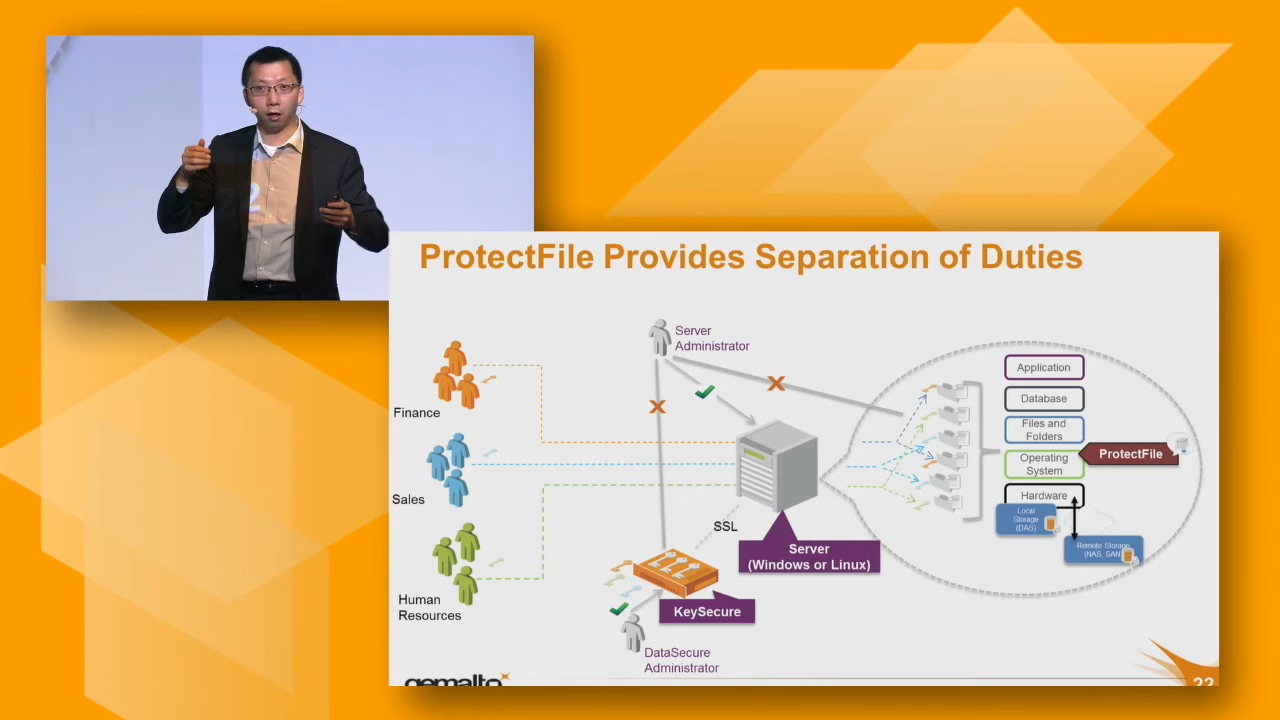 ProtectFile Provides Separation of Duties
Server
Administrator
Finance
Sales
Human
Resources
SSL
Server
(Windows or Linux)
KeySecure
DataSecure
Administrator
Application
Database
Files and
Folders
Operating
System
ProtectFile
Hardware
Local
Storage
(DAS)
Remote Storage
(NAS, SAN)
gemalto
22